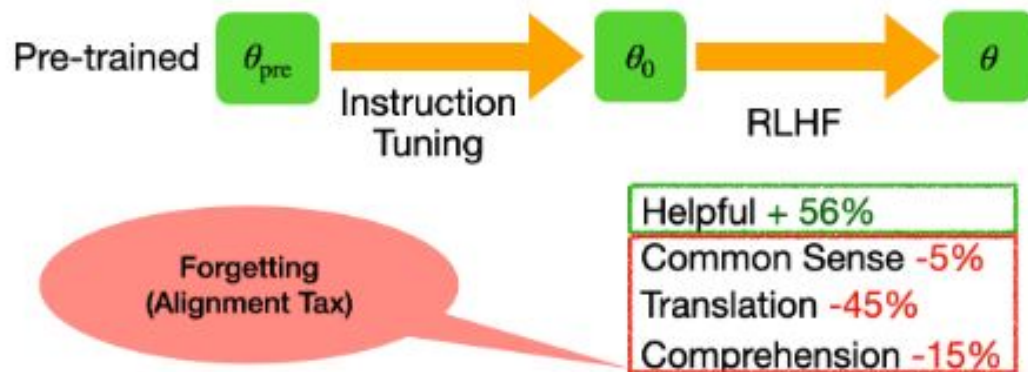 Pre-trained θpre θ0 θ
Instruction
Tuning
RLHF
Helpful + 56%
Forgetting
(Alignment Tax)
Common Sense -5%
Translation -45%
Comprehension -15%